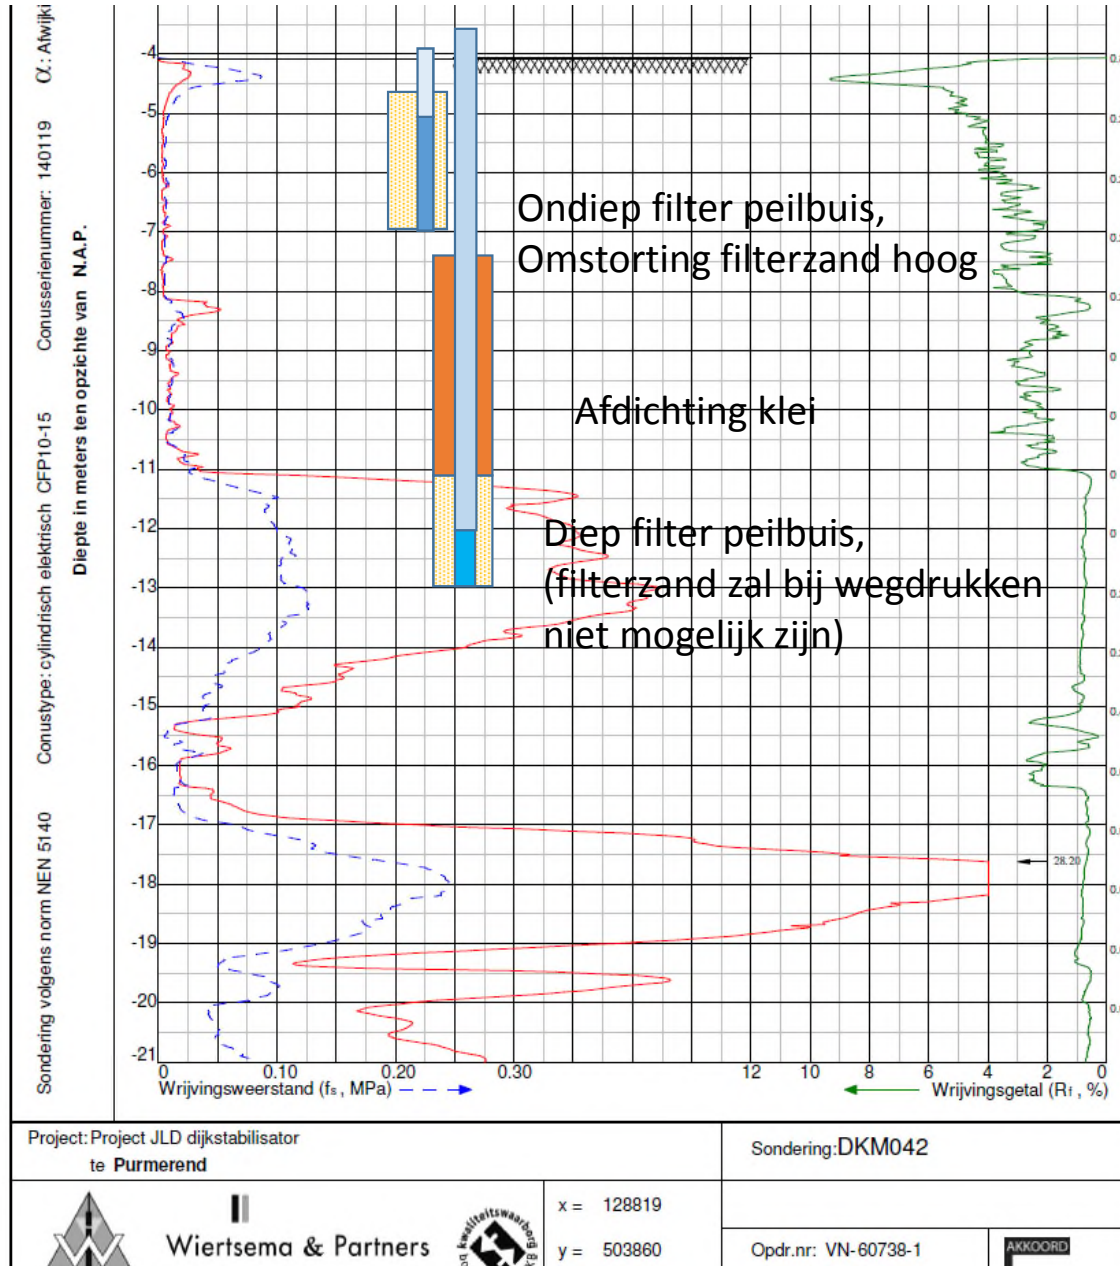 α: Afwijki
Conusserienummer: 140119
Conustype: cylindrisch elektrisch CFP10-15
Sondering volgens norm NEN 5140
Diepte in meters ten opzichte van N.A.P.
-4
-5
-6
-7
-8
-9
-10
-11
-12
-13
-14
-15
-16
-17
-18
-19
-20
-21
Ondiep filter peilbuis,
Omstorting filterzand hoog
Afdichting klei
Diep filter peilbuis,
(filterzand zal bij wegdrukken
niet mogelijk zijn)
28.20
0 0.10 0.20 0.30 12 10 8 6 4 2 0
Wrijvingsweerstand (fs, MPa) Wrijvingsgetal (Rf, %)
Project: Project JLD dijkstabilisator
te Purmerend
Sondering: DKM042
Wiertsema & Partners
x = 128819
y = 503860
Opdr.nr: VN-60738-1
AKKOORD